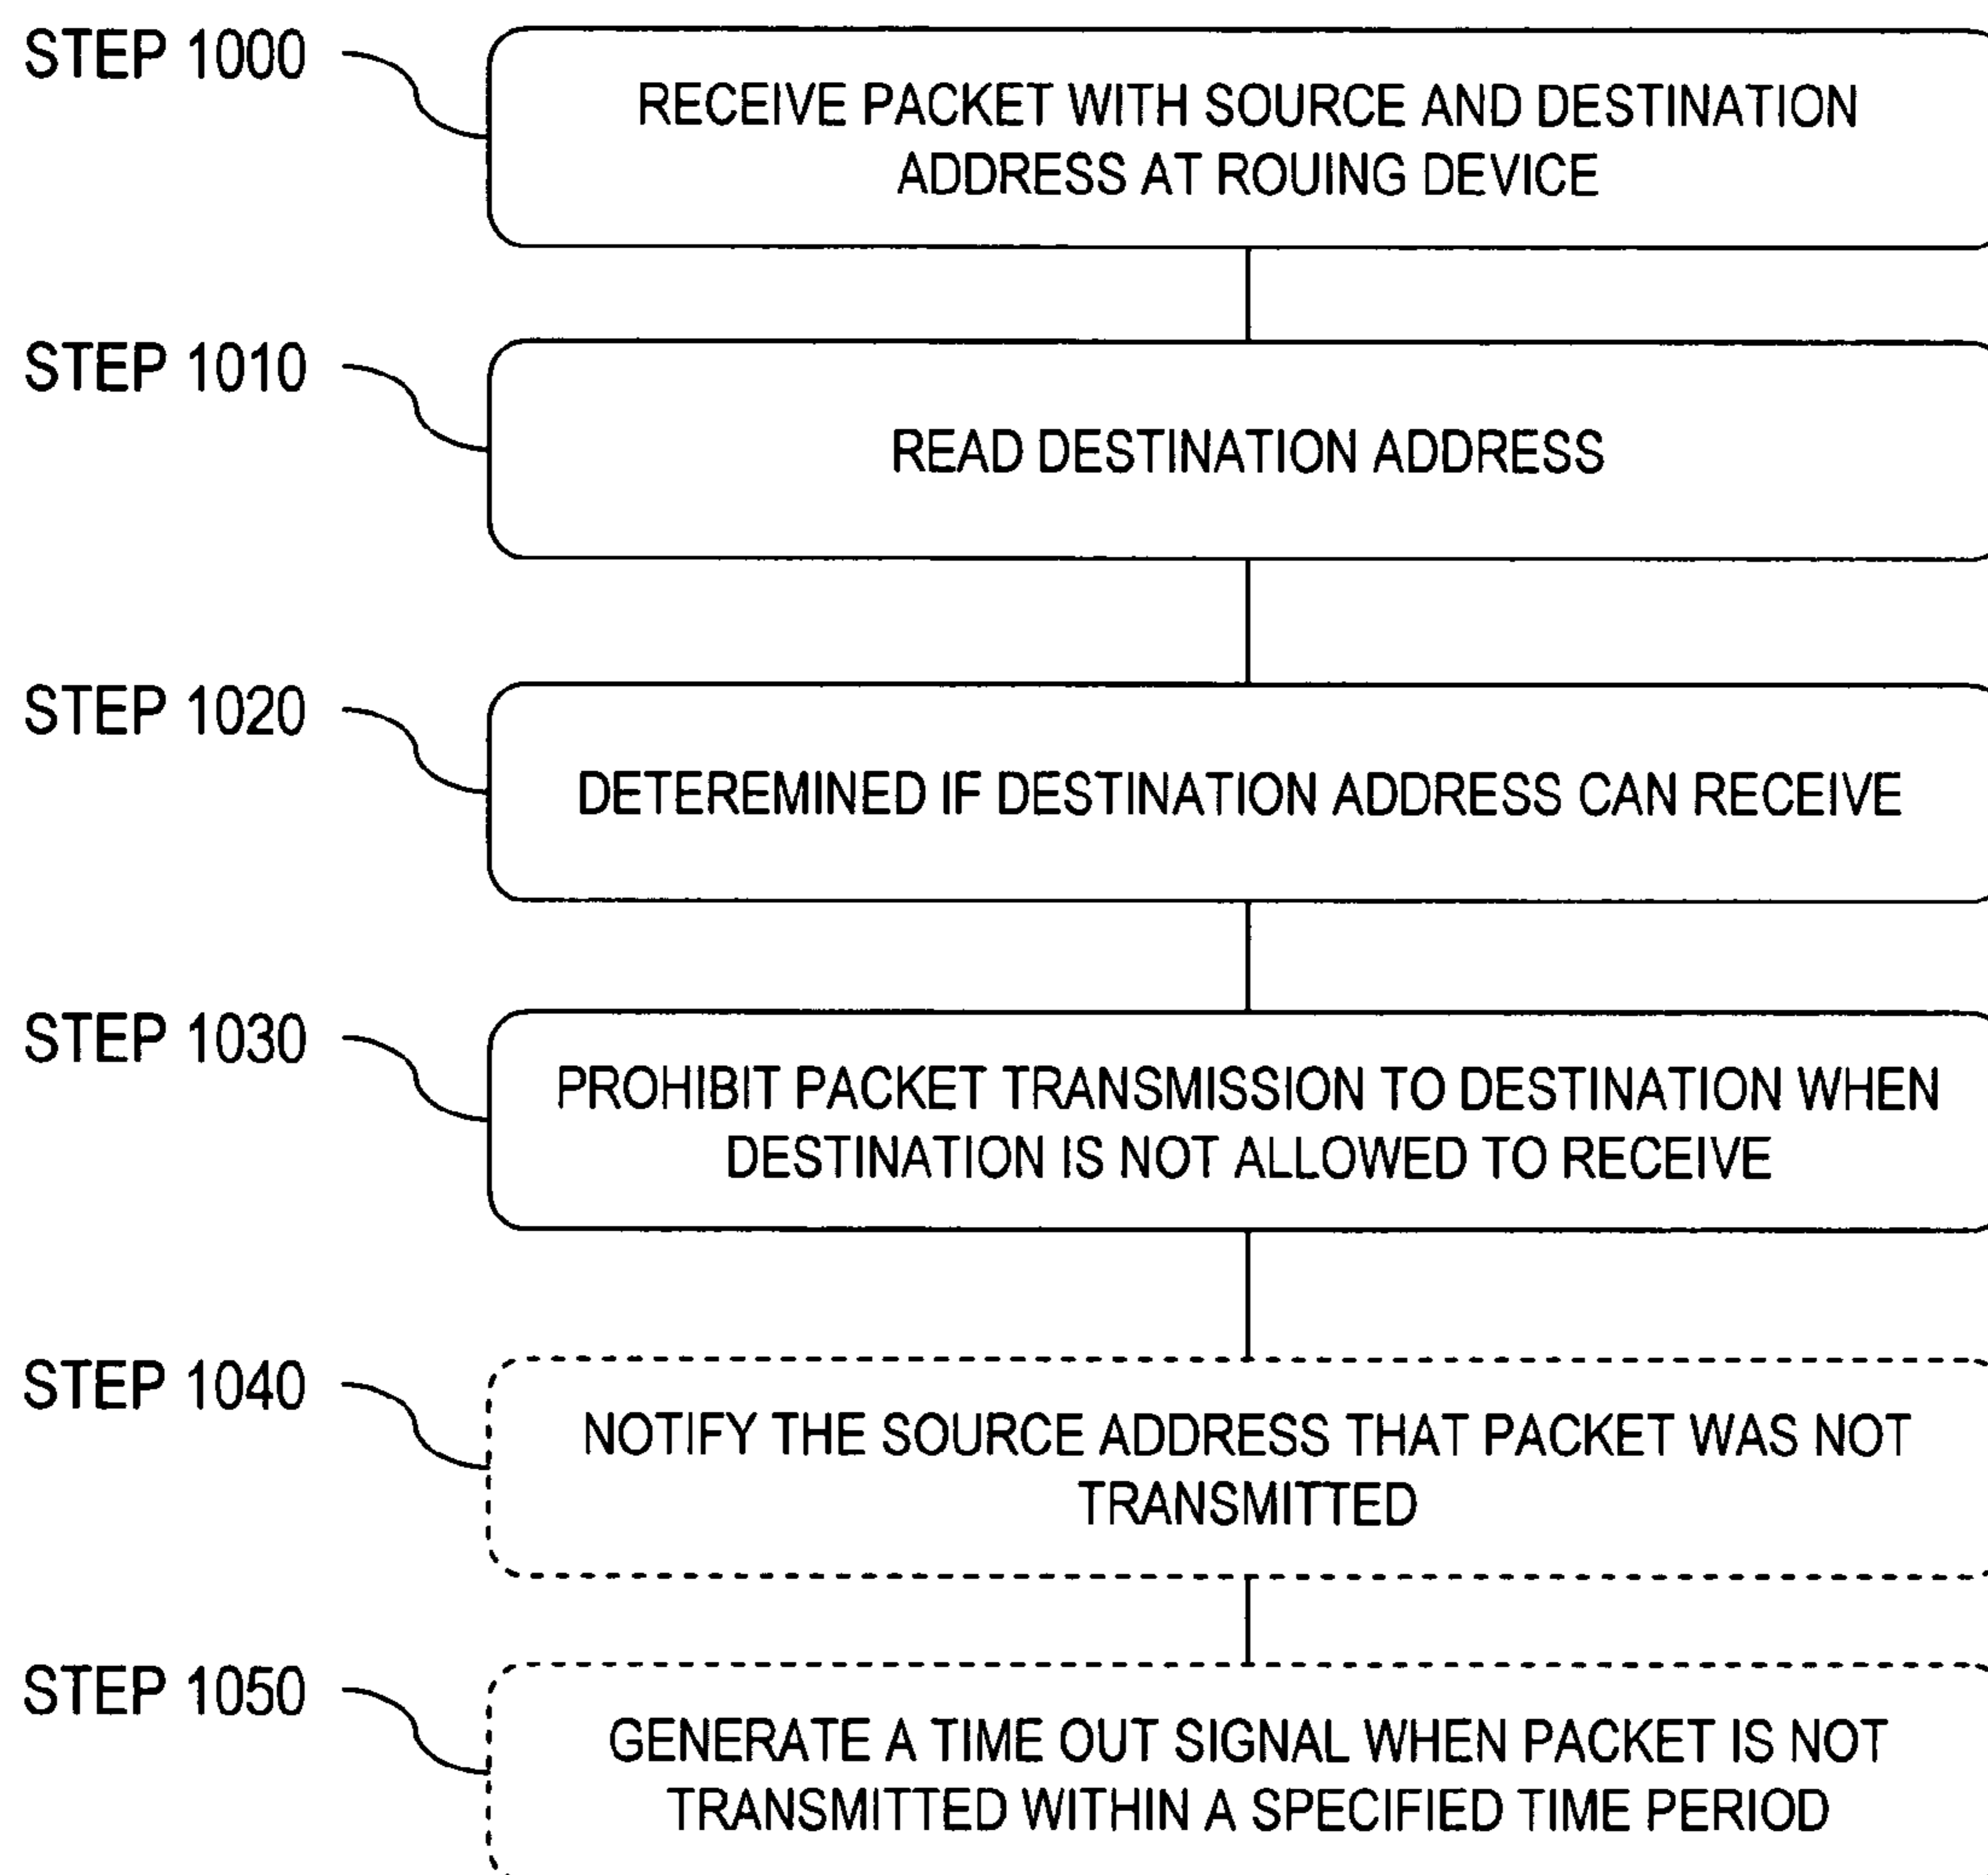 STEP 1000
RECEIVE PACKET WITH SOURCE AND DESTINATION
ADDRESS AT ROUING DEVICE
STEP 1010
READ DESTINATION ADDRESS
STEP 1020
DETEREMINED IF DESTINATION ADDRESS CAN RECEIVE
STEP 1030
PROHIBIT PACKET TRANSMISSION TO DESTINATION WHEN
DESTINATION IS NOT ALLOWED TO RECEIVE
STEP 1040
NOTIFY THE SOURCE ADDRESS THAT PACKET WAS NOT
TRANSMITTED
STEP 1050
GENERATE A TIME OUT SIGNAL WHEN PACKET IS NOT
TRANSMITTED WITHIN A SPECIFIED TIME PERIOD